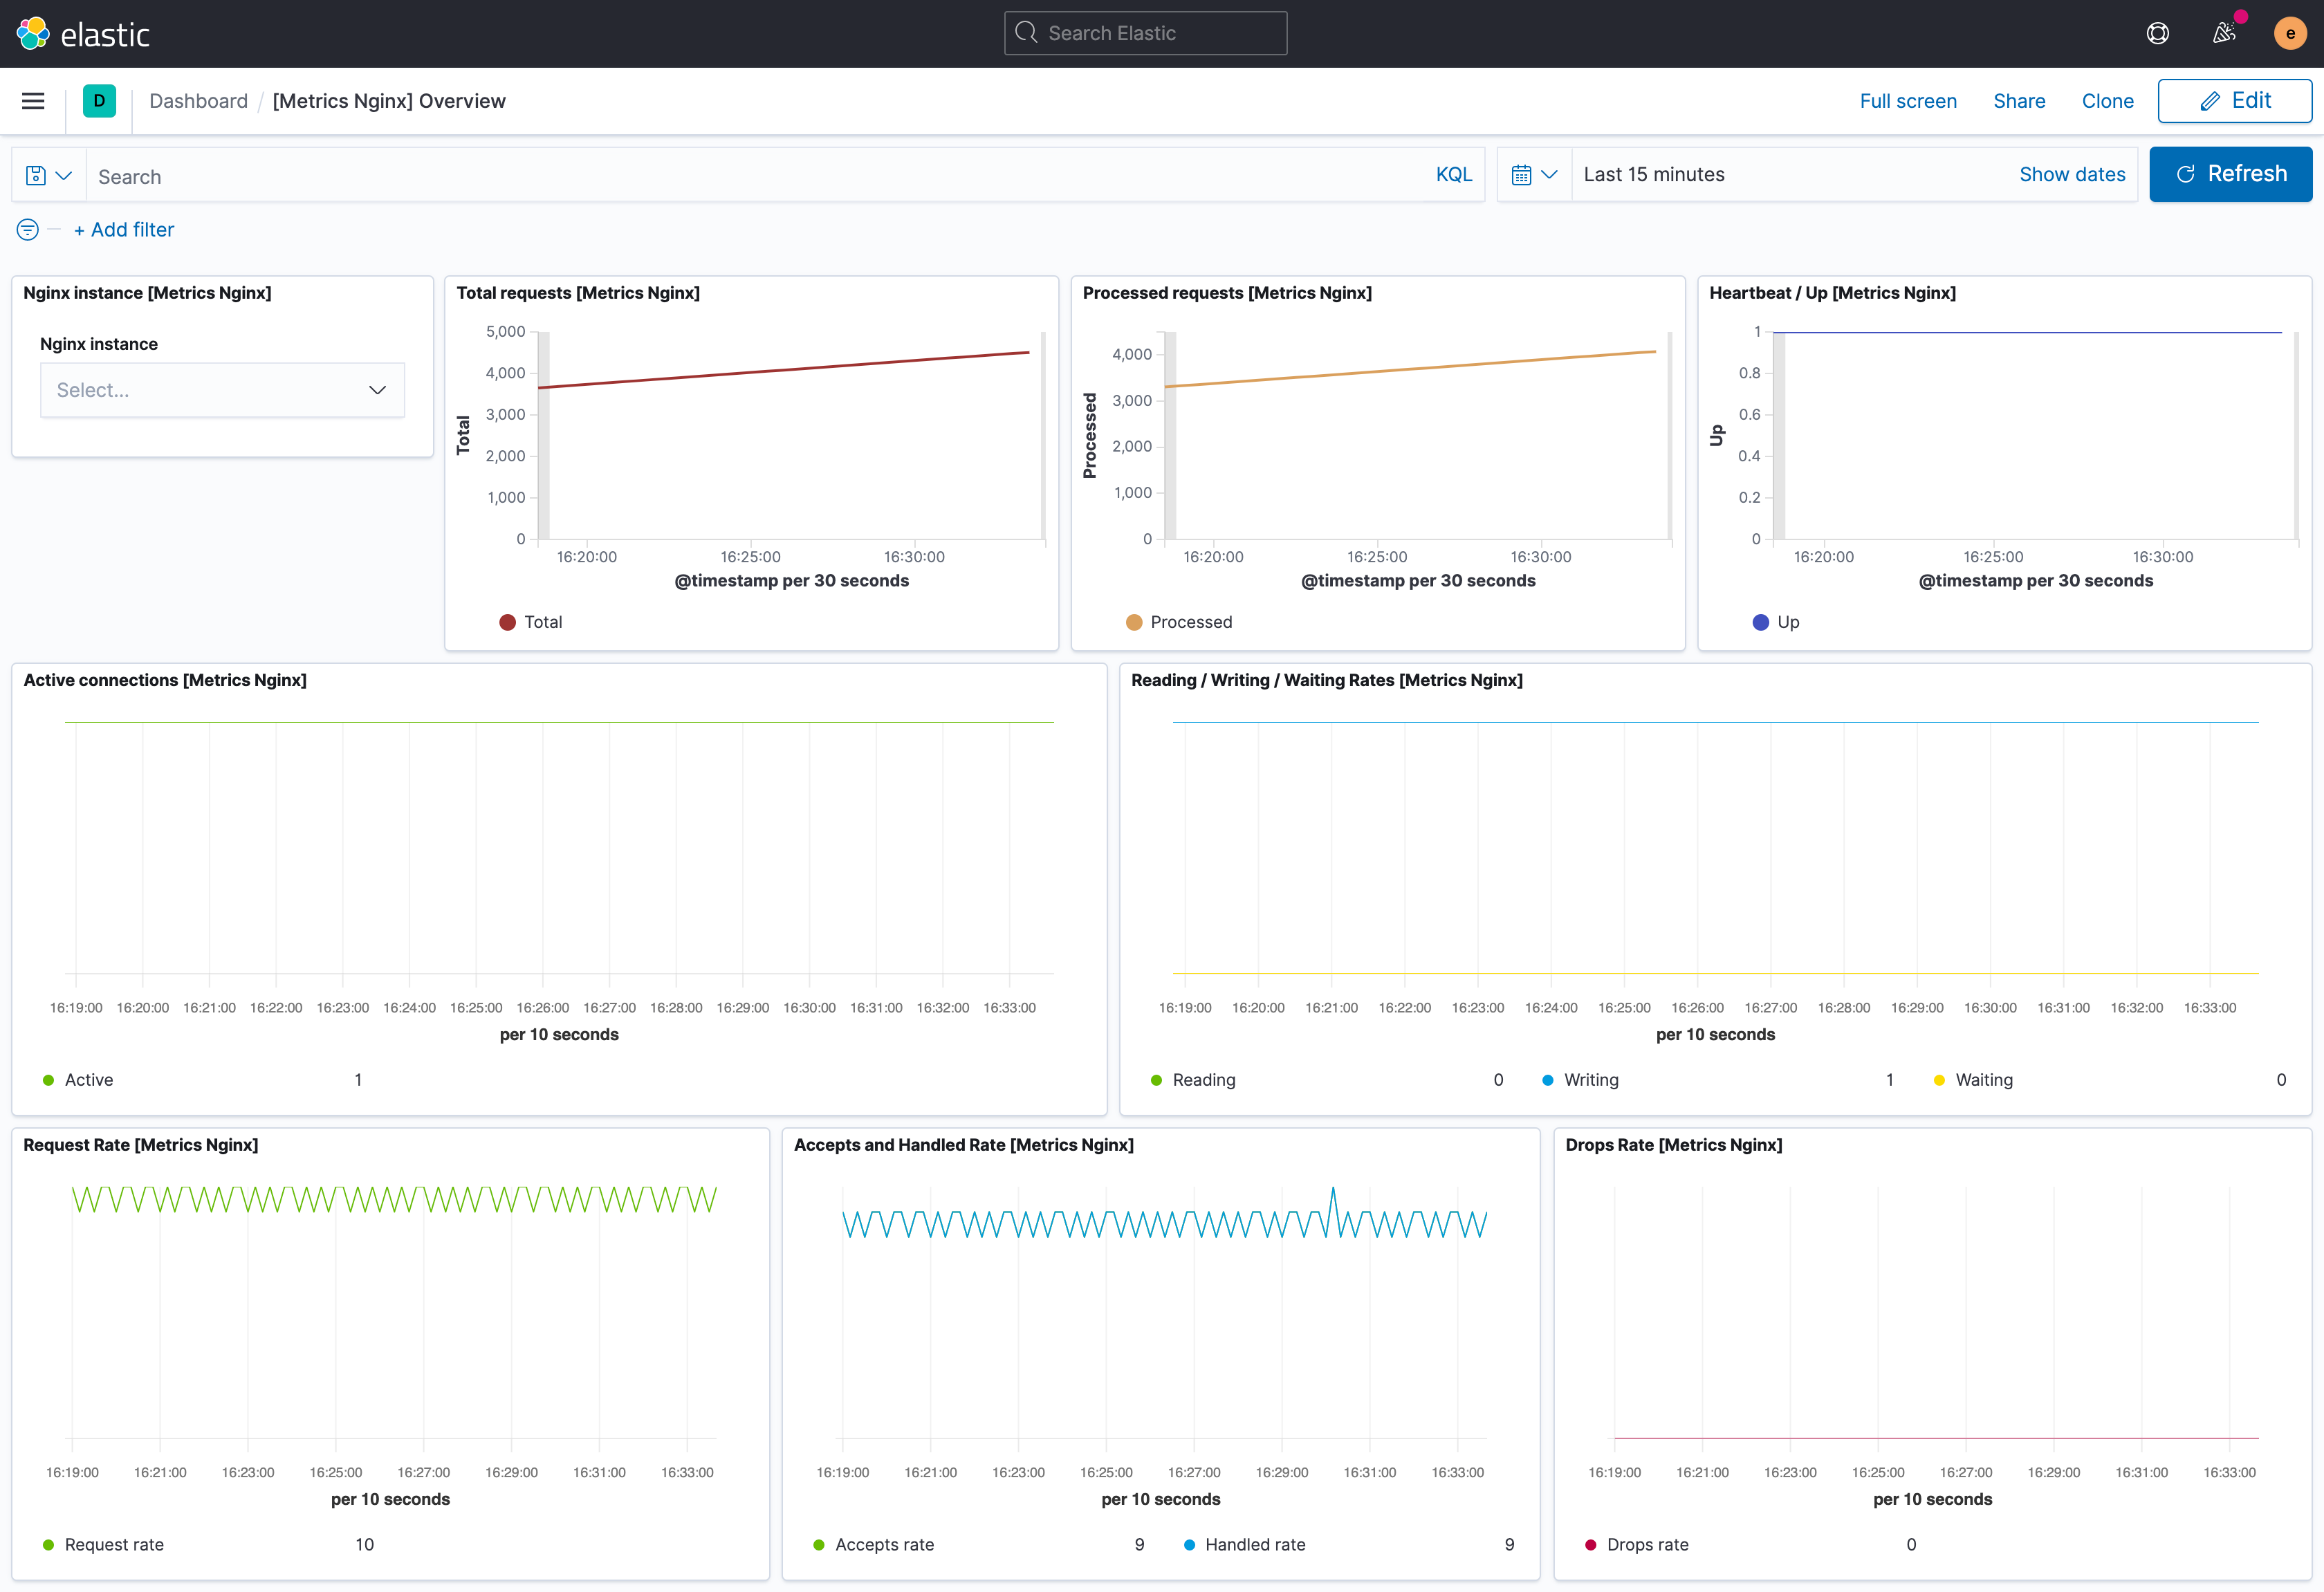 elastic
Search Elastic
e
D
Dashboard / [Metrics Nginx] Overview
Full screen
Share
Clone
Edit
Search
KQL
Last 15 minutes
Show dates
Refresh
+ Add filter
Nginx instance [Metrics Nginx]
Nginx instance
Select...
Total requests [Metrics Nginx]
Total
5,000
4,000
3,000
2,000
1,000
0
16:20:00 16:25:00 16:30:00
@timestamp per 30 seconds
Total
Processed requests [Metrics Nginx]
Processed
4,000
3,000
2,000
1,000
0
16:20:00 16:25:00 16:30:00
@timestamp per 30 seconds
Processed
Heartbeat / Up [Metrics Nginx]
Up
1
0.8
0.6
0.4
0.2
0
16:20:00 16:25:00 16:30:00
@timestamp per 30 seconds
Up
Active connections [Metrics Nginx]
16:19:00 16:20:00 16:21:00 16:22:00 16:23:00 16:24:00 16:25:00 16:26:00 16:27:00 16:28:00 16:29:00 16:30:00 16:31:00 16:32:00 16:33:00
per 10 seconds
Active 1
Reading / Writing / Waiting Rates [Metrics Nginx]
16:19:00 16:20:00 16:21:00 16:22:00 16:23:00 16:24:00 16:25:00 16:26:00 16:27:00 16:28:00 16:29:00 16:30:00 16:31:00 16:32:00 16:33:00
per 10 seconds
Reading 0 Writing 1 Waiting 0
Request Rate [Metrics Nginx]
16:19:00 16:21:00 16:23:00 16:25:00 16:27:00 16:29:00 16:31:00 16:33:00
per 10 seconds
Request rate 10
Accepts and Handled Rate [Metrics Nginx]
16:19:00 16:21:00 16:23:00 16:25:00 16:27:00 16:29:00 16:31:00 16:33:00
per 10 seconds
Accepts rate 9 Handled rate 9
Drops Rate [Metrics Nginx]
16:19:00 16:21:00 16:23:00 16:25:00 16:27:00 16:29:00 16:31:00 16:33:00
per 10 seconds
Drops rate 0